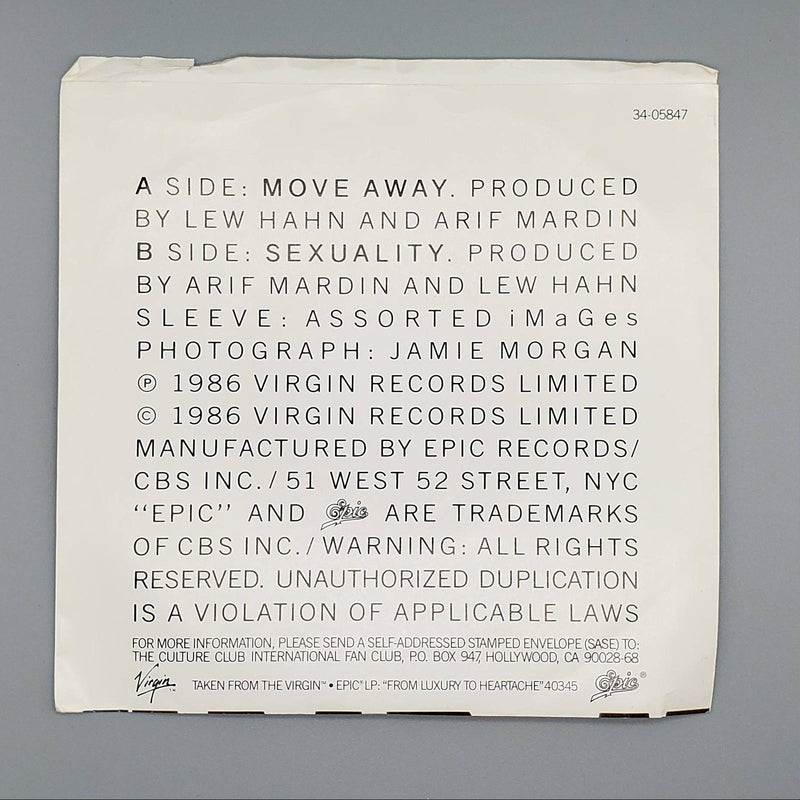 34-05847
A SIDE: MOVE AWAY. PRODUCED
BY LEW HAHN AND ARIF MARDIN
B SIDE: SEXUALITY. PRODUCED
BY ARIF MARDIN AND LEW HAHN
SLEEVE: ASSORTED iMaGes
PHOTOGRAPH: JAMIE MORGAN
℗ 1986 VIRGIN RECORDS LIMITED
© 1986 VIRGIN RECORDS LIMITED
MANUFACTURED BY EPIC RECORDS/
CBS INC./51 WEST 52 STREET, NYC
“EPIC” AND Epic ARE TRADEMARKS
OF CBS INC./WARNING: ALL RIGHTS
RESERVED. UNAUTHORIZED DUPLICATION
IS A VIOLATION OF APPLICABLE LAWS
FOR MORE INFORMATION, PLEASE SEND A SELF-ADDRESSED STAMPED ENVELOPE (SASE) TO:
THE CULTURE CLUB INTERNATIONAL FAN CLUB, P.O. BOX 947, HOLLYWOOD, CA 90028-68
Virgin TAKEN FROM THE VIRGIN™ • EPIC® LP: “FROM LUXURY TO HEARTACHE” 40345 Epic®